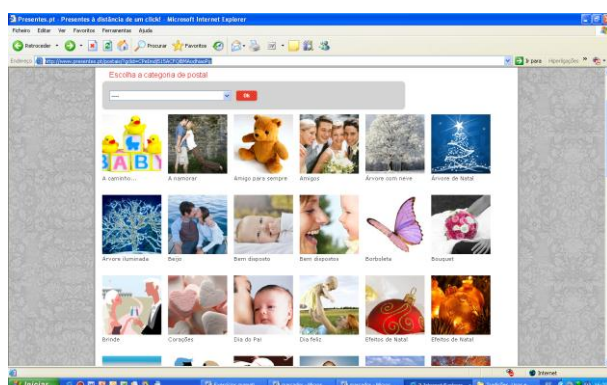 Presentes.pt - Presentes à distância de um click! - Microsoft Internet Explorer
Ficheiro Editar Ver Favoritos Ferramentas Ajuda
Retroceder Procurar Favoritos
Endereço Ir para Hiperligações
Escolha a categoria de postal
Ok
BABY
A caminho... A namorar Amigo para sempre Amigos Árvore com neve Árvore de Natal
Árvore iluminada Beijo Bem disposto Bem dispostos Borboleta Bouquet
Brinde Corações Dia do Pai Dia feliz Efeitos de Natal Efeitos de Natal
Internet
Iniciar